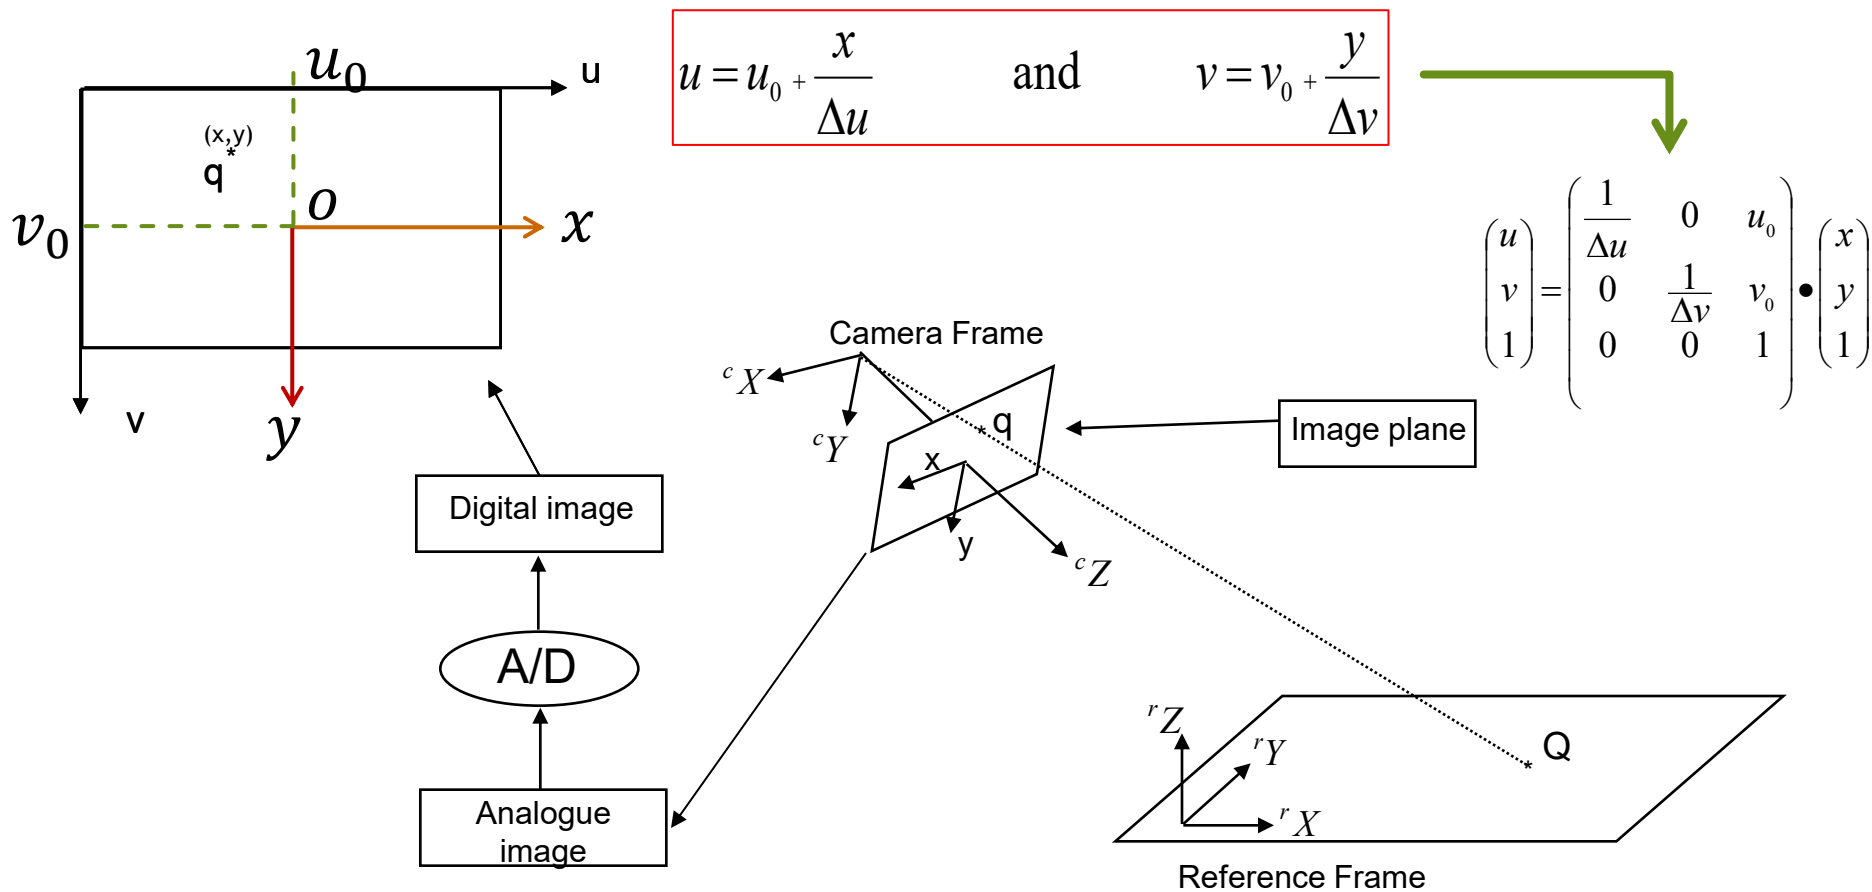 u₀
u
(x,y)
*
q
o
v₀
x
v
y
u = u₀ + x/Δu and v = v₀ + y/Δv
(u v 1) = (1/Δu 0 u₀ 0 1/Δv v₀ 0 0 1) • (x y 1)
Camera Frame
ᶜX
ᶜY
*q
x
y
ᶜZ
Image plane
Digital image
A/D
Analogue
image
ʳZ
ʳY
ʳX
Q
*
Reference Frame